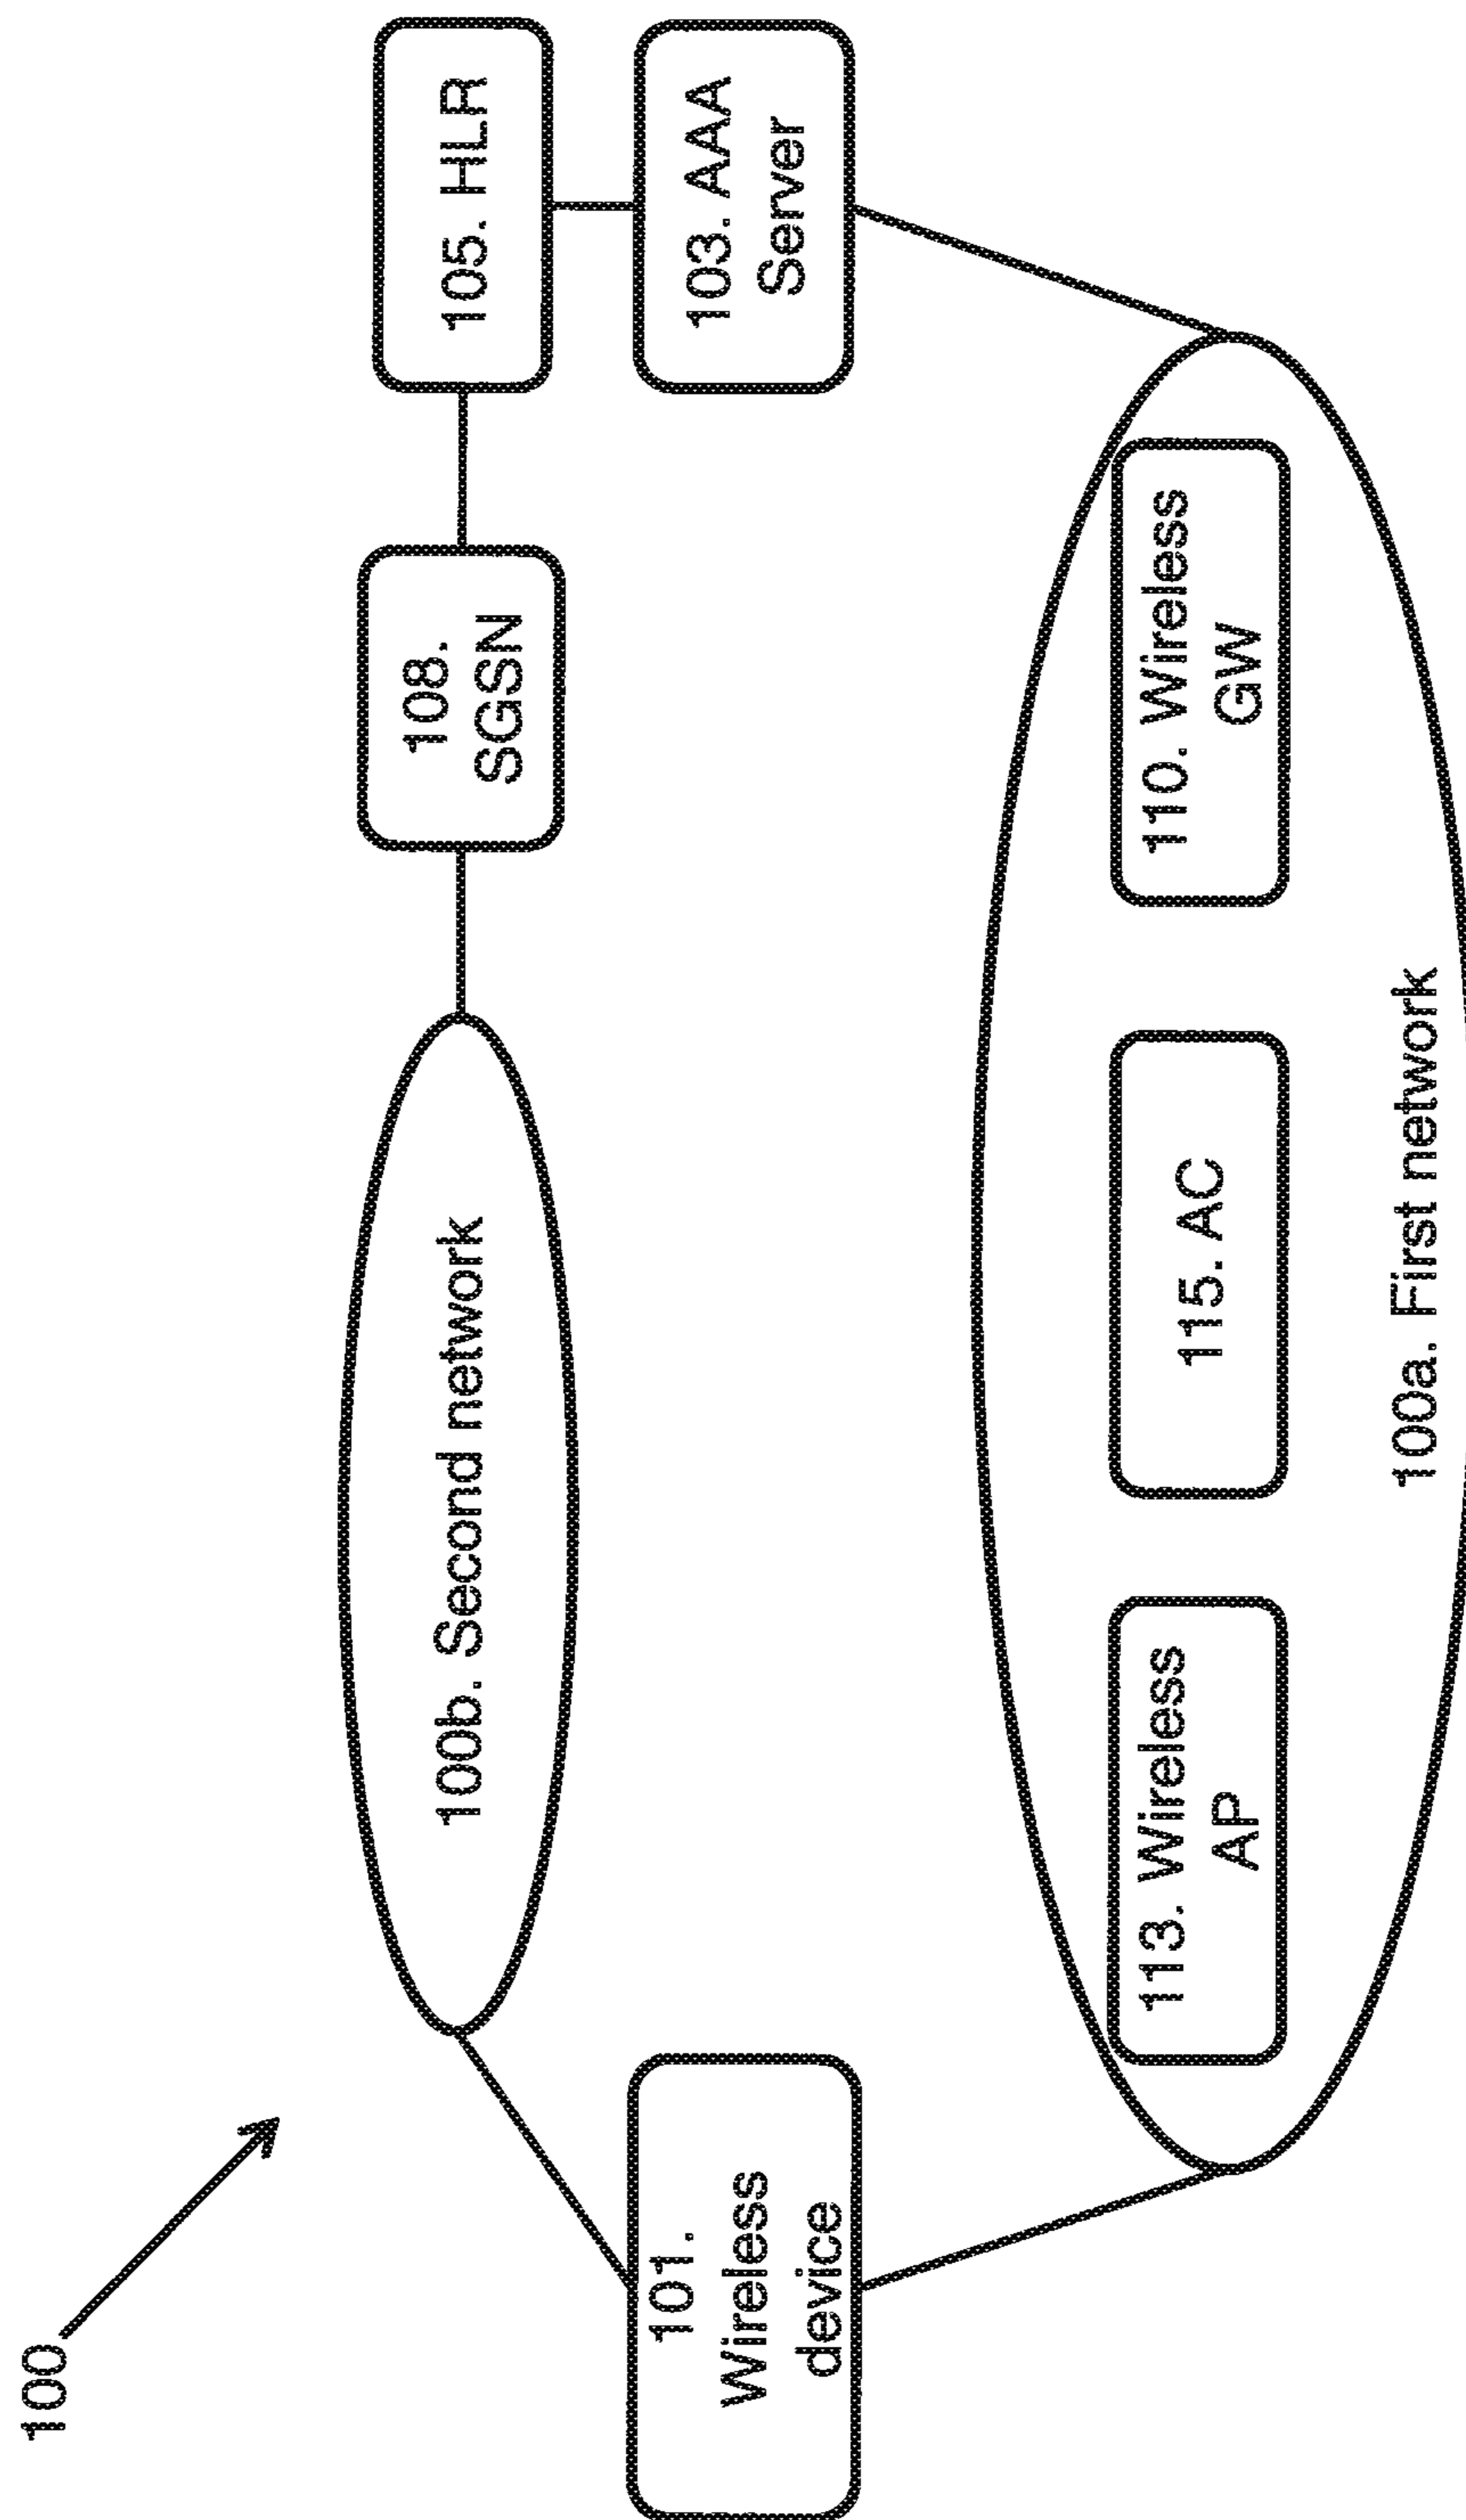 100
100b. Second network
108.
SGSN
105. HLR
101.
Wireless
device
103. AAA
Server
113. Wireless
AP
115. AC
110. Wireless
GW
100a. First network